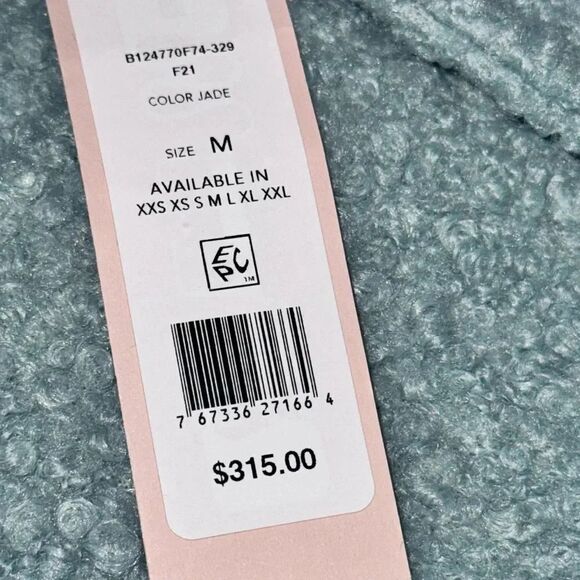 B124770F74-329
F21
COLOR JADE
SIZE M
AVAILABLE IN
XXS XS S M L XL XXL
EPC
TM
7 67336 27166 4
$315.00